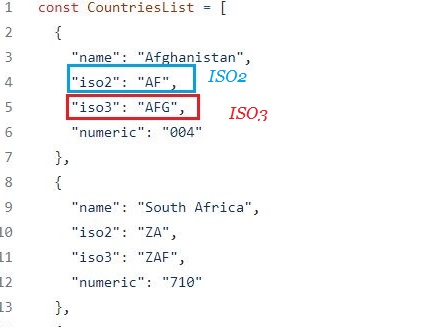 1 const CountriesList = [
2 {
3 "name": "Afghanistan",
4 "iso2": "AF", ISO2
5 "iso3": "AFG", ISO3
6 "numeric": "004"
7 },
8 {
9 "name": "South Africa",
10 "iso2": "ZA",
11 "iso3": "ZAF",
12 "numeric": "710"
13 },